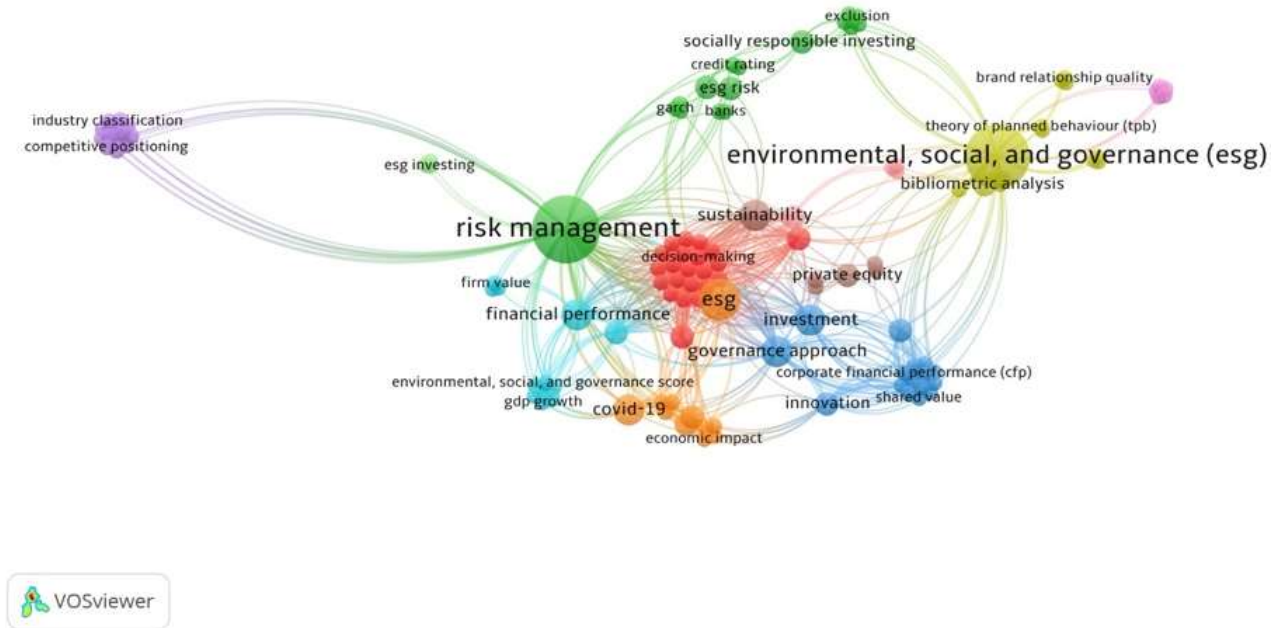 exclusion
socially responsible investing
credit rating
brand relationship quality
esg risk
garch
banks
industry classification
theory of planned behaviour (tpb)
competitive positioning
environmental, social, and governance (esg)
esg investing
bibliometric analysis
sustainability
risk management
decision-making
private equity
firm value
esg
financial performance
investment
governance approach
corporate financial performance (cfp)
environmental, social, and governance score
gdp growth
shared value
innovation
covid-19
economic impact
VOSviewer